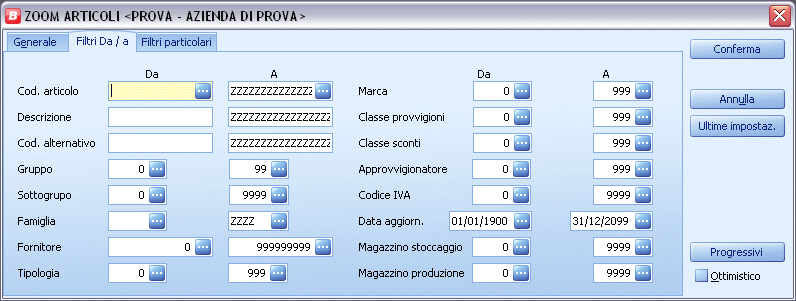 B ZOOM ARTICOLI <PROVA - AZIENDA DI PROVA>
Generale Filtri Da / a Filtri particolari
Da A Da A
Cod. articolo ... ZZZZZZZZZZZZZZ ... Marca 0 ... 999 ...
Descrizione ZZZZZZZZZZZZZZZZZ Classe provvigioni 0 ... 999 ...
Cod. alternativo ZZZZZZZZZZZZZZZZZ Classe sconti 0 ... 999 ...
Gruppo 0 ... 99 ... Approvvigionatore 0 ... 999 ...
Sottogrupo 0 ... 9999 ... Codice IVA 0 ... 9999 ...
Famiglia ... ZZZZ ... Data aggiorn. 01/01/1900 ... 31/12/2099 ...
Fornitore 0 ... 999999999 ... Magazzino stoccaggio 0 ... 9999 ...
Tipologia 0 ... 999 ... Magazzino produzione 0 ... 9999 ...
Conferma
Annulla
Ultime impostaz.
Progressivi
Ottimistico